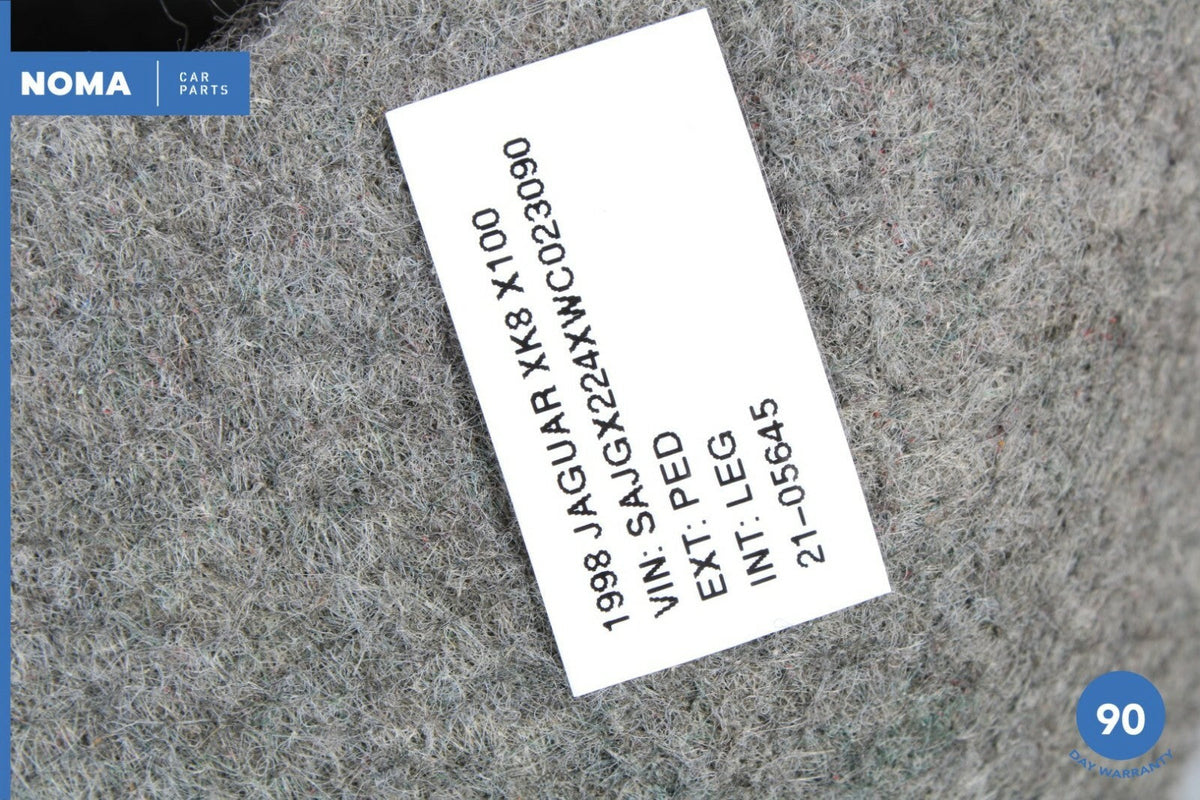 NOMA
CAR
PARTS
1998 JAGUAR XK8 X100
VIN: SAJGX224XWC023090
EXT: PED
INT: LEG
21-05645
90
DAY WARRANTY